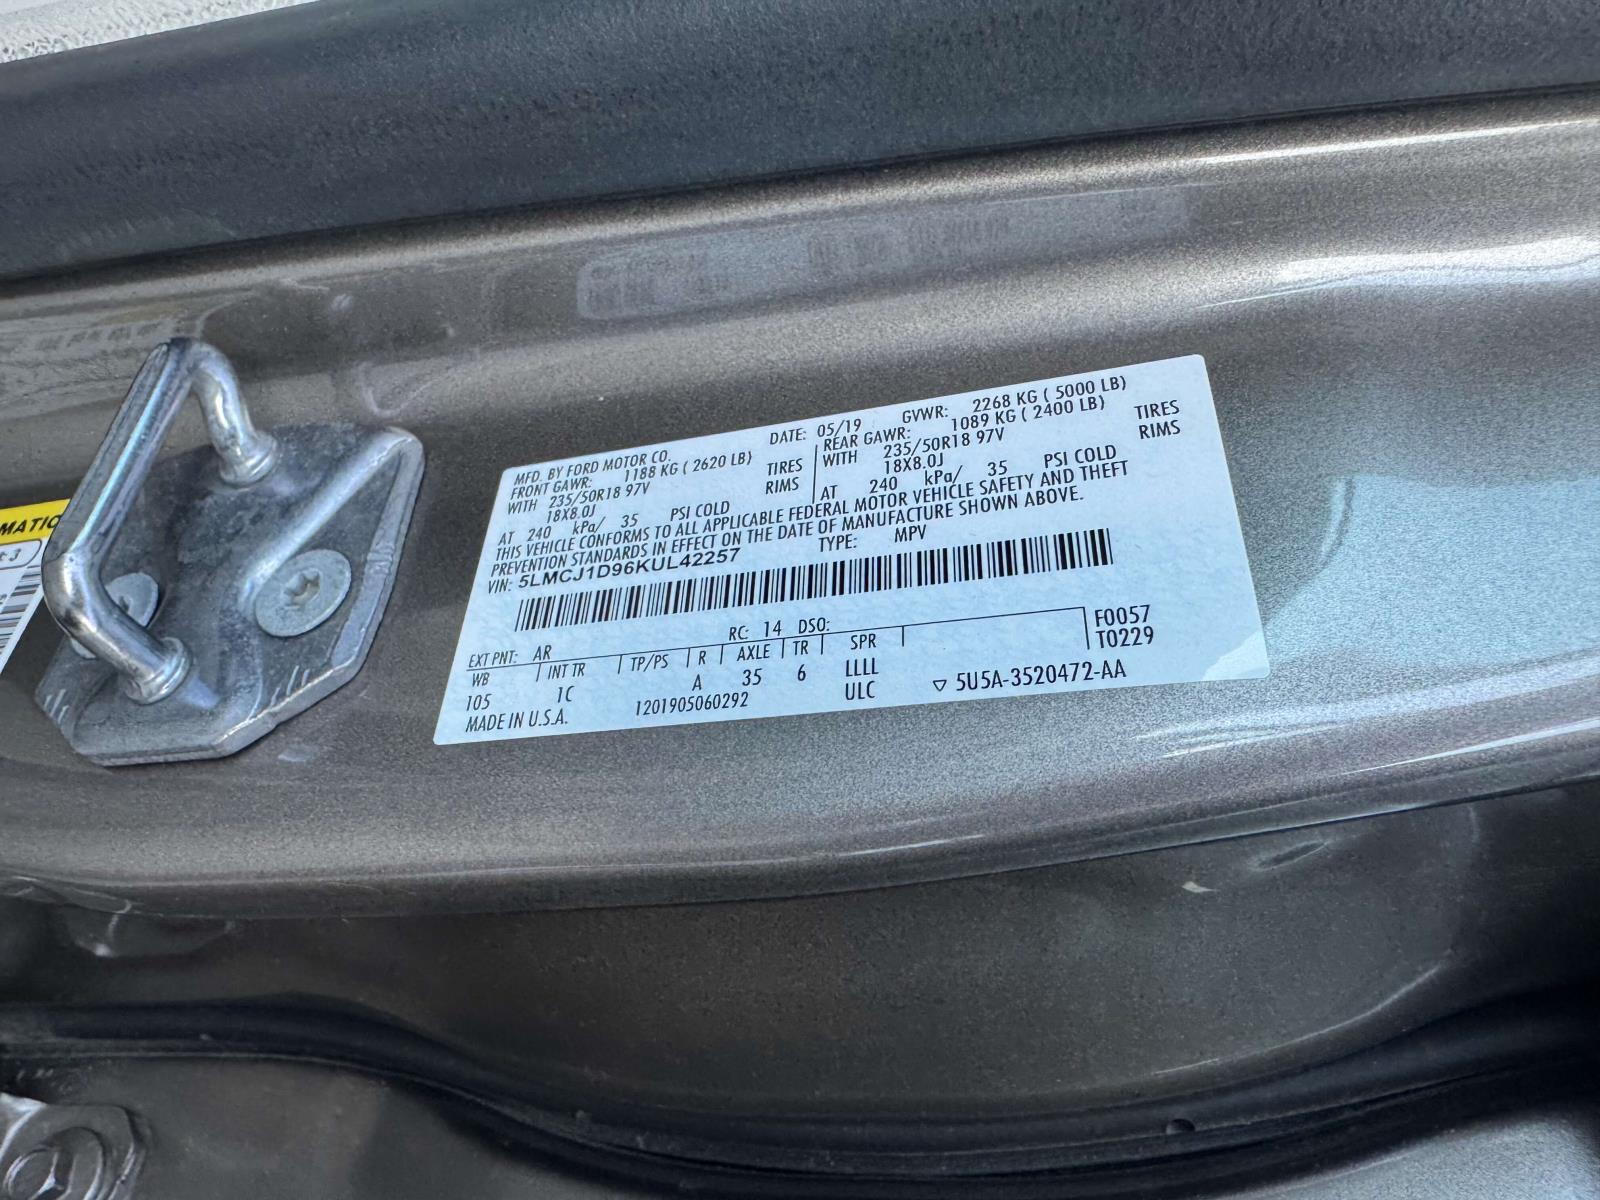 MATIO
t: 3
MFD. BY FORD MOTOR CO.
DATE: 05/19
GVWR: 2268 KG ( 5000 LB)
FRONT GAWR: 1188 KG ( 2620 LB)
REAR GAWR: 1089 KG ( 2400 LB)
WITH 235/50R18 97V TIRES
WITH 235/50R18 97V TIRES
18X8.0J RIMS
18X8.0J RIMS
AT 240 kPa/ 35 PSI COLD
AT 240 kPa/ 35 PSI COLD
THIS VEHICLE CONFORMS TO ALL APPLICABLE FEDERAL MOTOR VEHICLE SAFETY AND THEFT
PREVENTION STANDARDS IN EFFECT ON THE DATE OF MANUFACTURE SHOWN ABOVE.
VIN: 5LMCJ1D96KUL42257
TYPE: MPV
F0057
T0229
EXT PNT: AR RC: 14 DSO:
WB INT TR TP/PS R AXLE TR SPR
105 1C A 35 6 LLLL
ULC
MADE IN U.S.A. 1201905060292
▽ 5U5A-3520472-AA